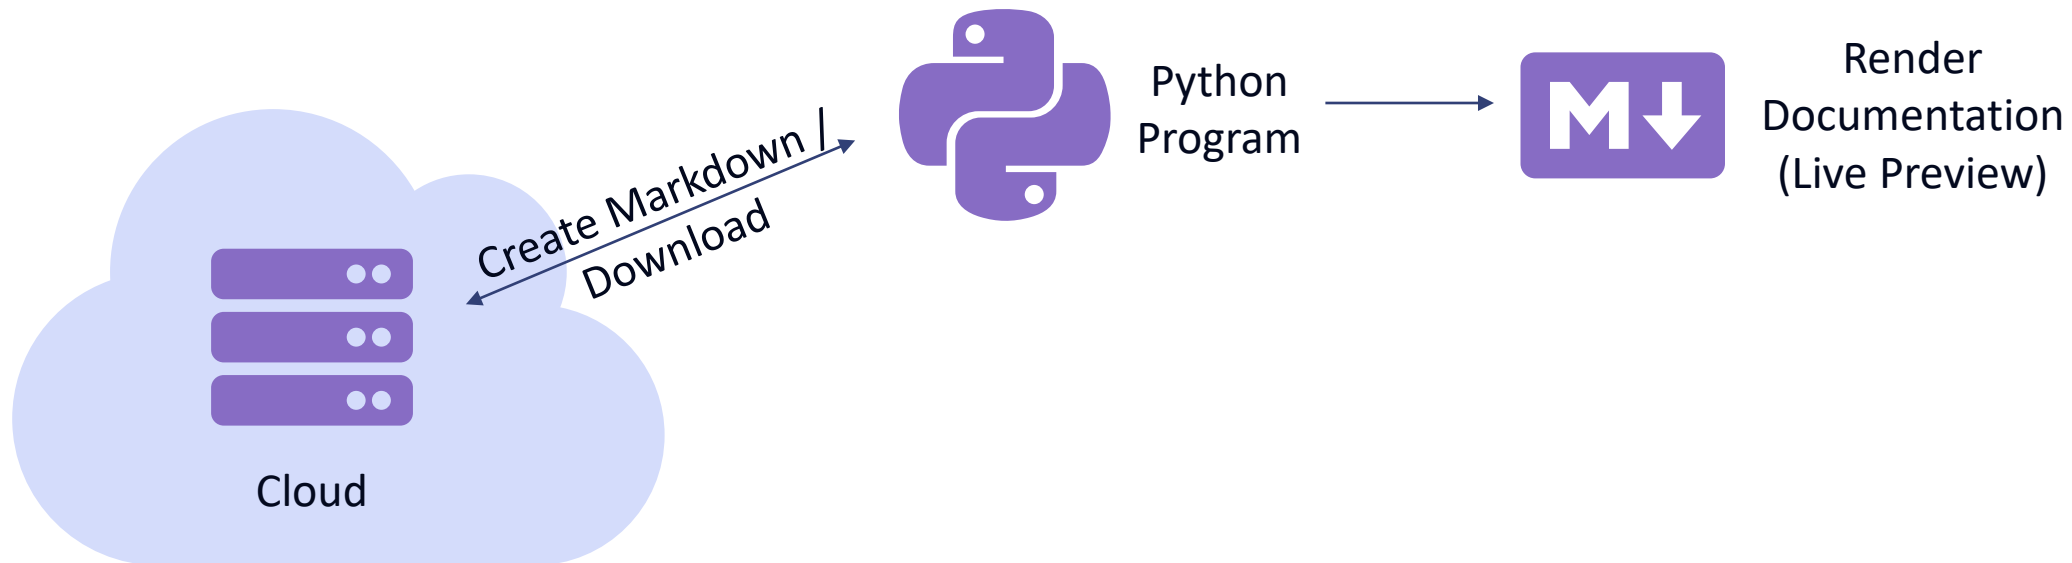 Python
Program
Render
Documentation
(Live Preview)
M
Create Markdown /
Download
Cloud